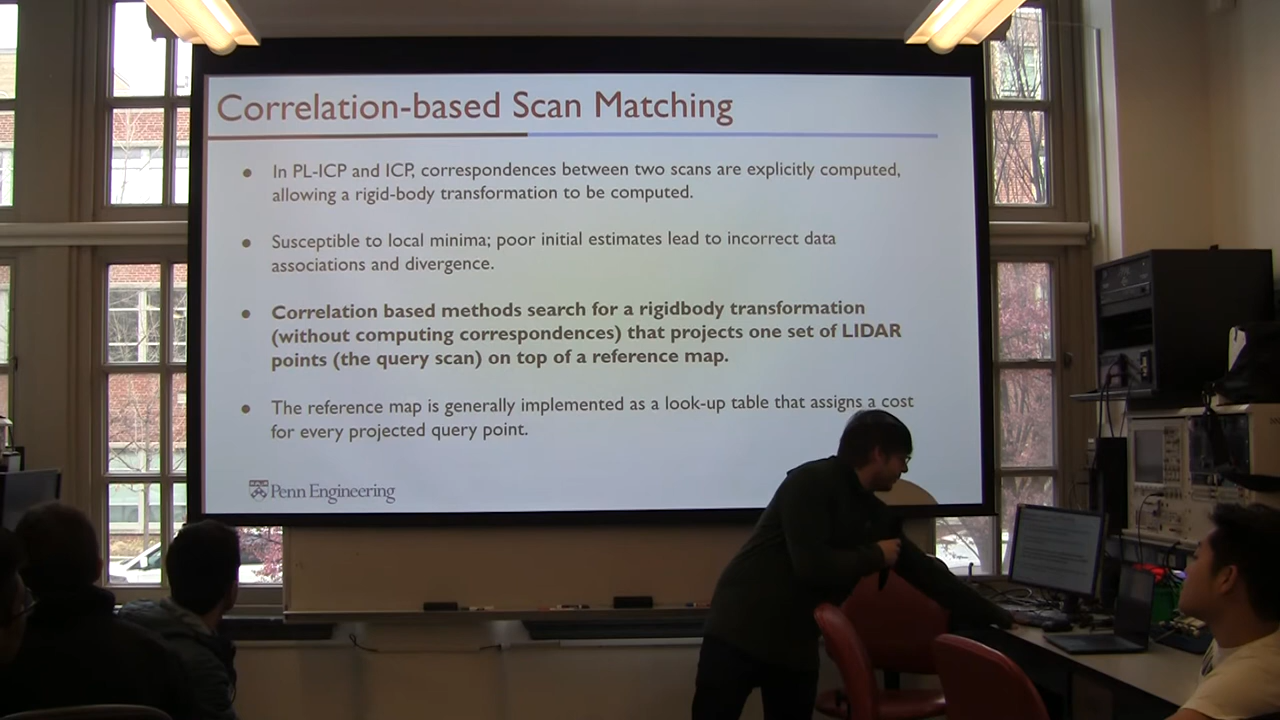 Correlation-based Scan Matching
● In PL-ICP and ICP, correspondences between two scans are explicitly computed,
allowing a rigid-body transformation to be computed.
● Susceptible to local minima; poor initial estimates lead to incorrect data
associations and divergence.
● Correlation based methods search for a rigidbody transformation
(without computing correspondences) that projects one set of LIDAR
points (the query scan) on top of a reference map.
● The reference map is generally implemented as a look-up table that assigns a cost
for every projected query point.
Penn Engineering